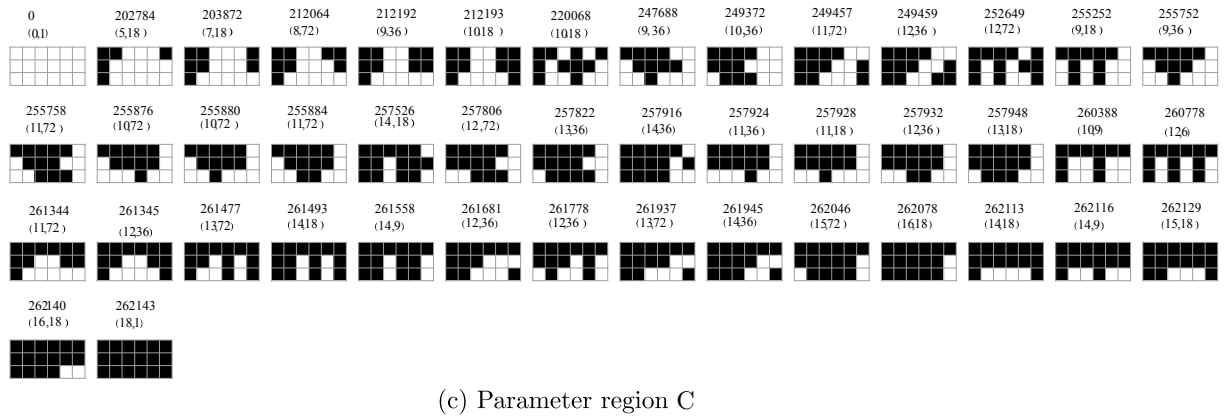 0 202784 203872 212064 212192 212193 220068 247688 249372 249457 249459 252649 255252 255752
(0,1) (5,18) (7,18) (8,72) (9,36) (10,18) (10,18) (9,36) (10,36) (11,72) (12,36) (12,72) (9,18) (9,36)
255758 255876 255880 255884 257526 257806 257822 257916 257924 257928 257932 257948 260388 260778
(11,72) (10,72) (10,72) (11,72) (14,18) (12,72) (13,36) (14,36) (11,36) (11,18) (12,36) (13,18) (10,9) (12,6)
261344 261345 261477 261493 261558 261681 261778 261937 261945 262046 262078 262113 262116 262129
(11,72) (12,36) (13,72) (14,18) (14,9) (12,36) (12,36) (13,72) (14,36) (15,72) (16,18) (14,18) (14,9) (15,18)
262140 262143
(16,18) (18,1)
(c) Parameter region C